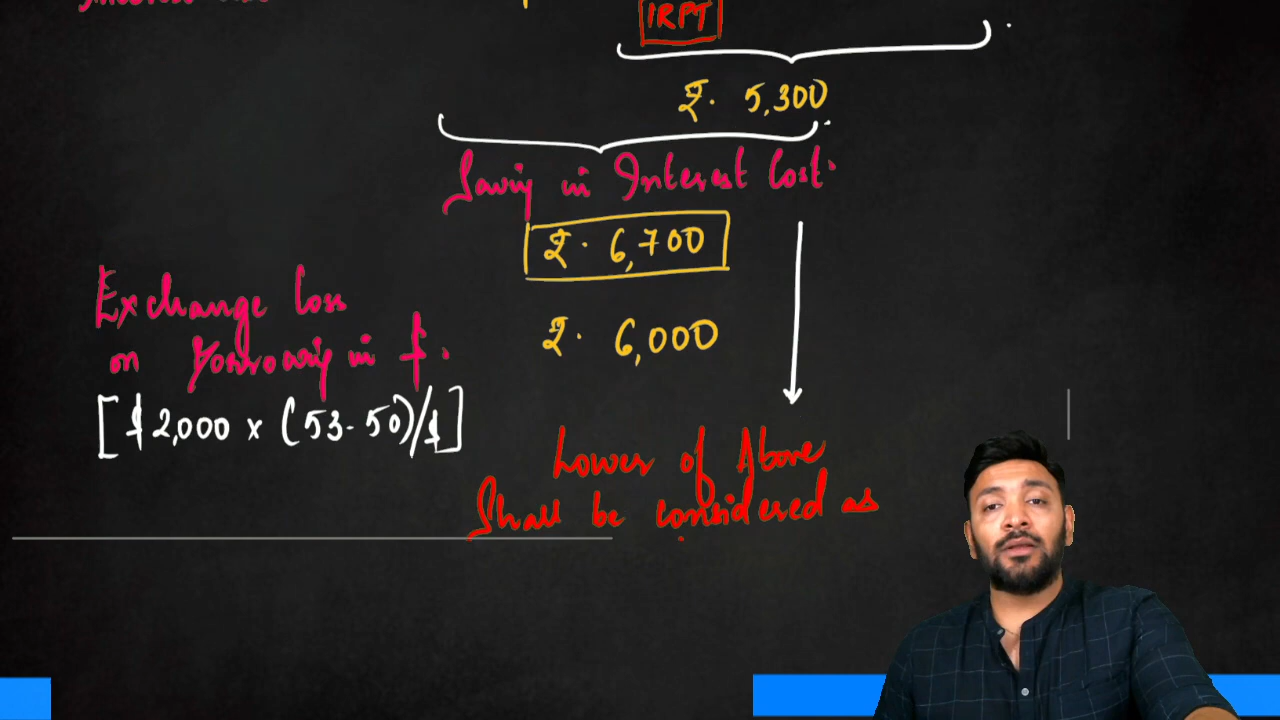 IRPT
₹. 5,300
Saving in Interest Cost.
₹. 6,700
Exchange Loss
on Borrowing in $.
₹. 6,000
[$ 2,000 × (53-50)/$]
Lower of Above
Shall be considered as